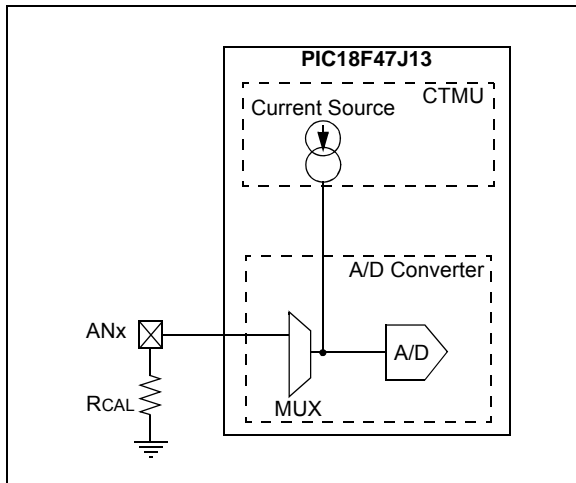 PIC18F47J13
CTMU
Current Source
A/D Converter
ANx
A/D
RCAL
MUX